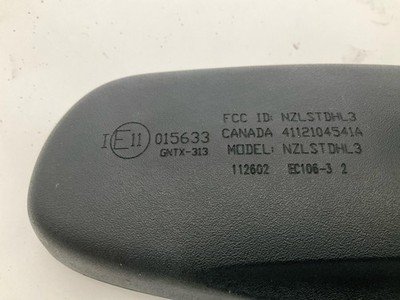 FCC ID: NZLSTDHL3
I E11 015633 CANADA 4112104541A
GNTX-313 MODEL: NZLSTDHL3
112602 EC106-3 2